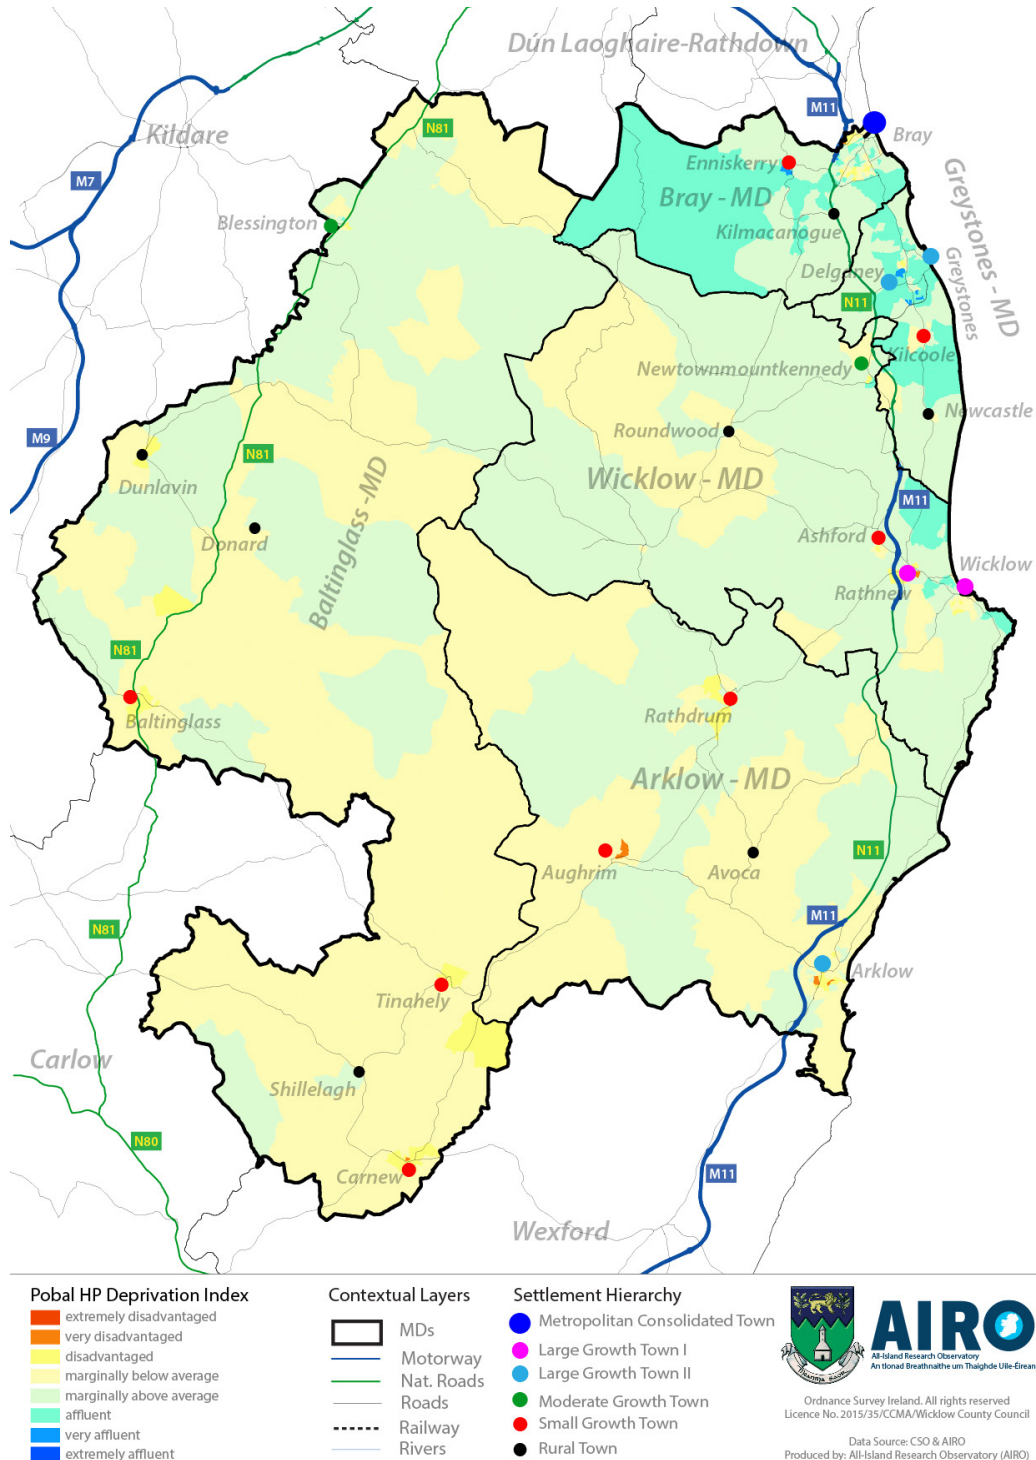 Dún Laoghaire-Rathdown
M11
N81
Bray
Kildare
Enniskerry
M7
Bray - MD
Greystones - MD
Blessington
Kilmacanogue
Delganey
Greystones
N11
Kilcoole
Newtownmountkennedy
Newcastle
Roundwood
M9
N81
Wicklow - MD
Dunlavin
M11
Baltinglass -MD
Donard
Ashford
Wicklow
Rathnew
N81
Baltinglass
Rathdrum
Arklow - MD
Aughrim
Avoca
N11
M11
N81
Arklow
Tinahely
Carlow
Shillelagh
N80
Carnew
M11
Wexford
Pobal HP Deprivation Index
extremely disadvantaged
very disadvantaged
disadvantaged
marginally below average
marginally above average
affluent
very affluent
extremely affluent
Contextual Layers
MDs
Motorway
Nat. Roads
Roads
Railway
Rivers
Settlement Hierarchy
Metropolitan Consolidated Town
Large Growth Town I
Large Growth Town II
Moderate Growth Town
Small Growth Town
Rural Town
AIRO
All-Island Research Observatory
An tIonad Breathnaithe um Thaighde Uile-Éirean
Ordnance Survey Ireland. All rights reserved
Licence No. 2015/35/CCMA/Wicklow County Council
Data Source: CSO & AIRO
Produced by: All-Island Research Observatory (AIRO)